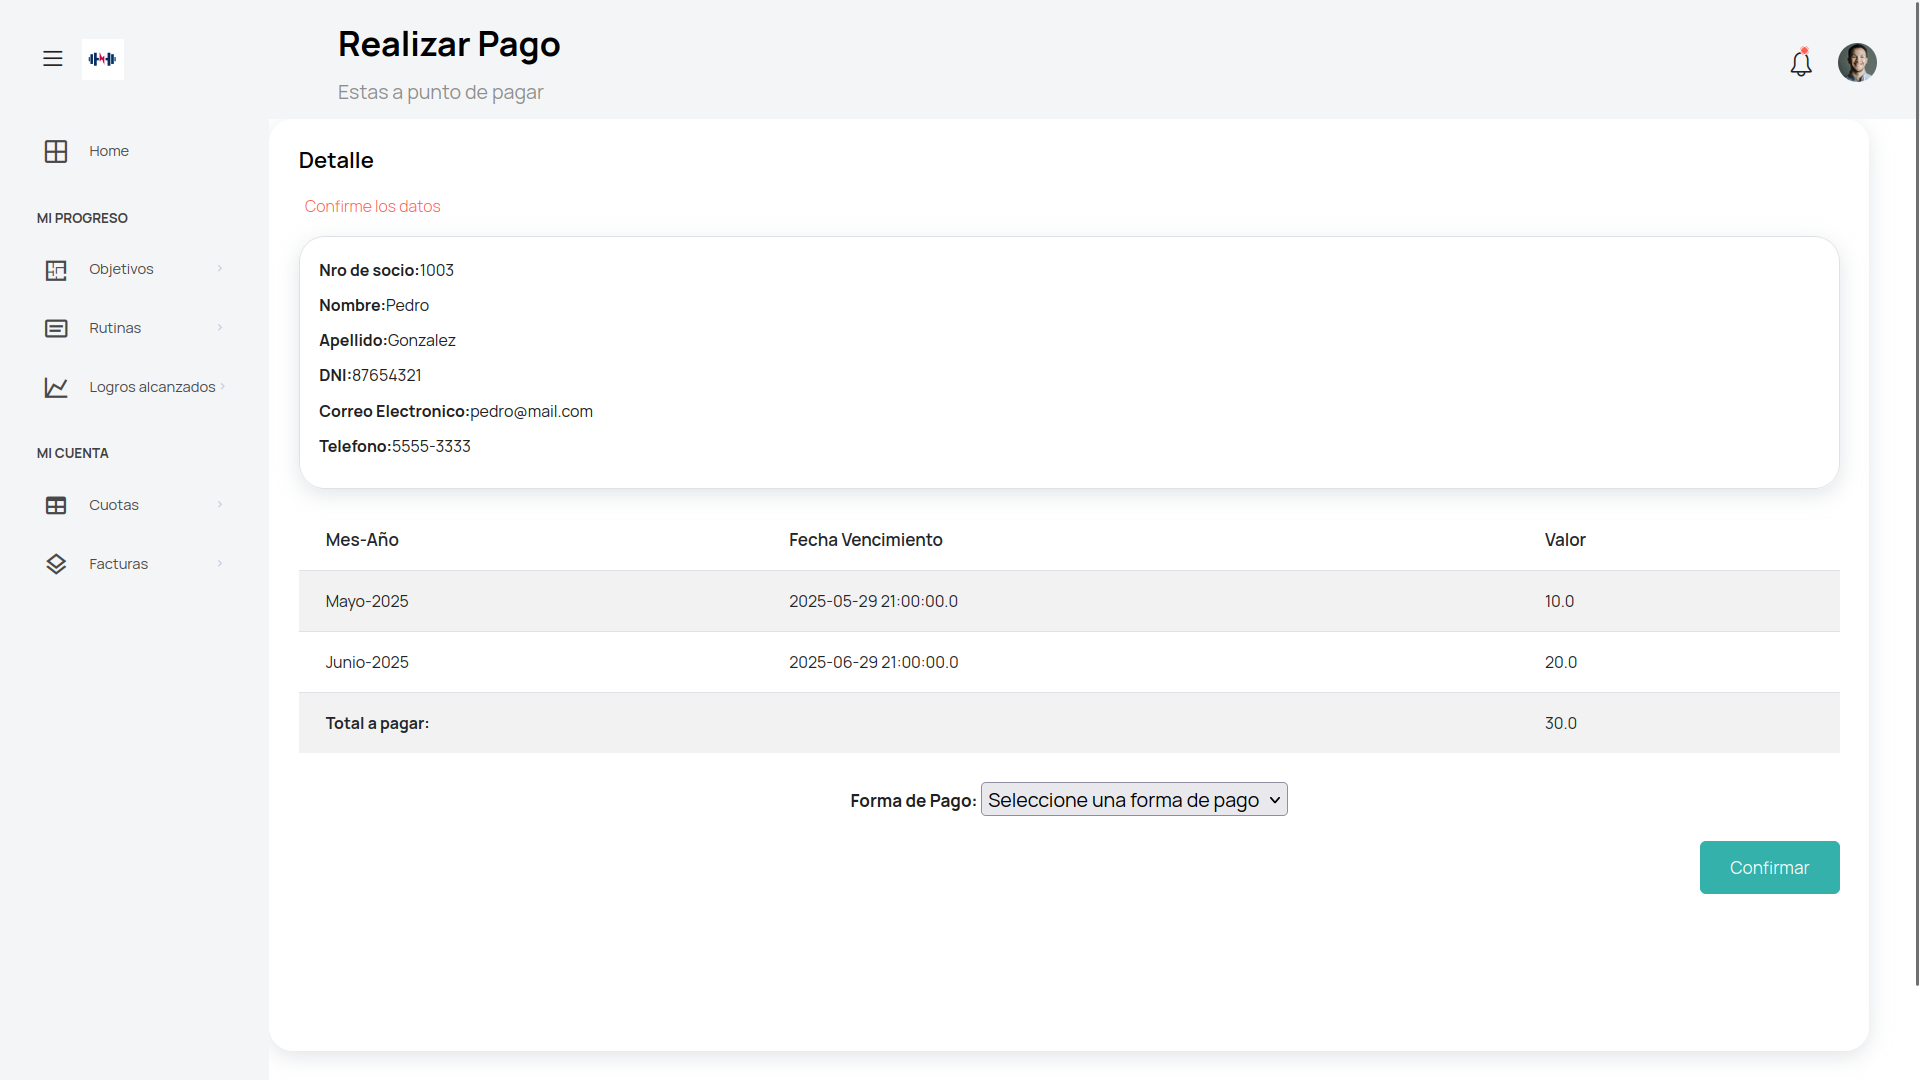 Realizar Pago
Estas a punto de pagar
Home
MI PROGRESO
Objetivos
Rutinas
Logros alcanzados
MI CUENTA
Cuotas
Facturas
Detalle
Confirme los datos
Nro de socio:1003
Nombre:Pedro
Apellido:Gonzalez
DNI:87654321
Correo Electronico:pedro@mail.com
Telefono:5555-3333
Mes-Año Fecha Vencimiento Valor
Mayo-2025 2025-05-29 21:00:00.0 10.0
Junio-2025 2025-06-29 21:00:00.0 20.0
Total a pagar: 30.0
Forma de Pago: Seleccione una forma de pago
Confirmar